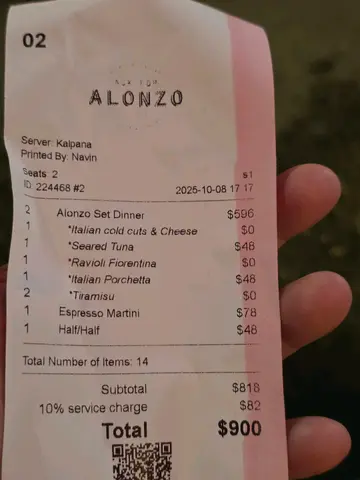 02
ASK FOR
ALONZO
Server: Kalpana
Printed By: Navin
Seats: 2 s1
ID: 224468 #2 2025-10-08 17:17
2 Alonzo Set Dinner $596
1 *Italian cold cuts & Cheese $0
1 *Seared Tuna $48
1 *Ravioli Fiorentina $0
1 *Italian Porchetta $48
2 *Tiramisu $0
1 Espresso Martini $78
1 Half/Half $48
Total Number of Items: 14
Subtotal $818
10% service charge $82
Total $900